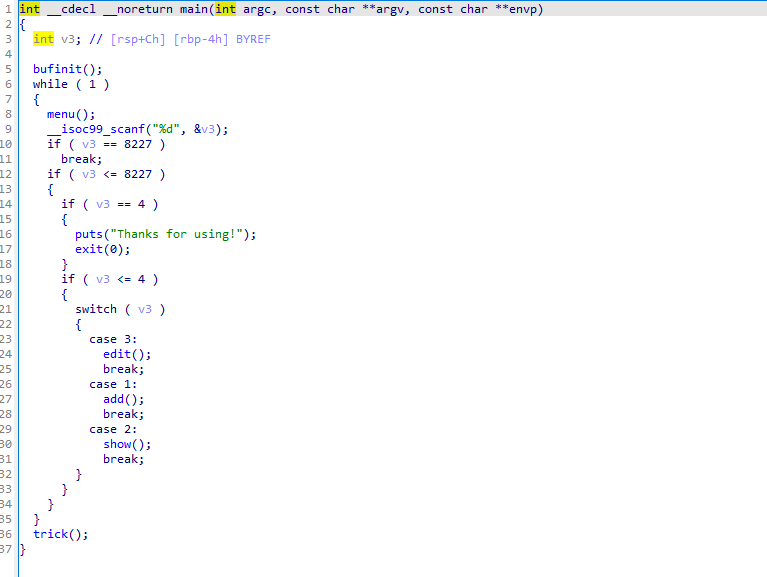 1 int __cdecl __noreturn main(int argc, const char **argv, const char **envp)
2 {
3 int v3; // [rsp+Ch] [rbp-4h] BYREF
4
5 bufinit();
6 while ( 1 )
7 {
8 menu();
9 __isoc99_scanf("%d", &v3);
10 if ( v3 == 8227 )
11 break;
12 if ( v3 <= 8227 )
13 {
14 if ( v3 == 4 )
15 {
16 puts("Thanks for using!");
17 exit(0);
18 }
19 if ( v3 <= 4 )
20 {
21 switch ( v3 )
22 {
23 case 3:
24 edit();
25 break;
26 case 1:
27 add();
28 break;
29 case 2:
30 show();
31 break;
32 }
33 }
34 }
35 }
36 trick();
37 }